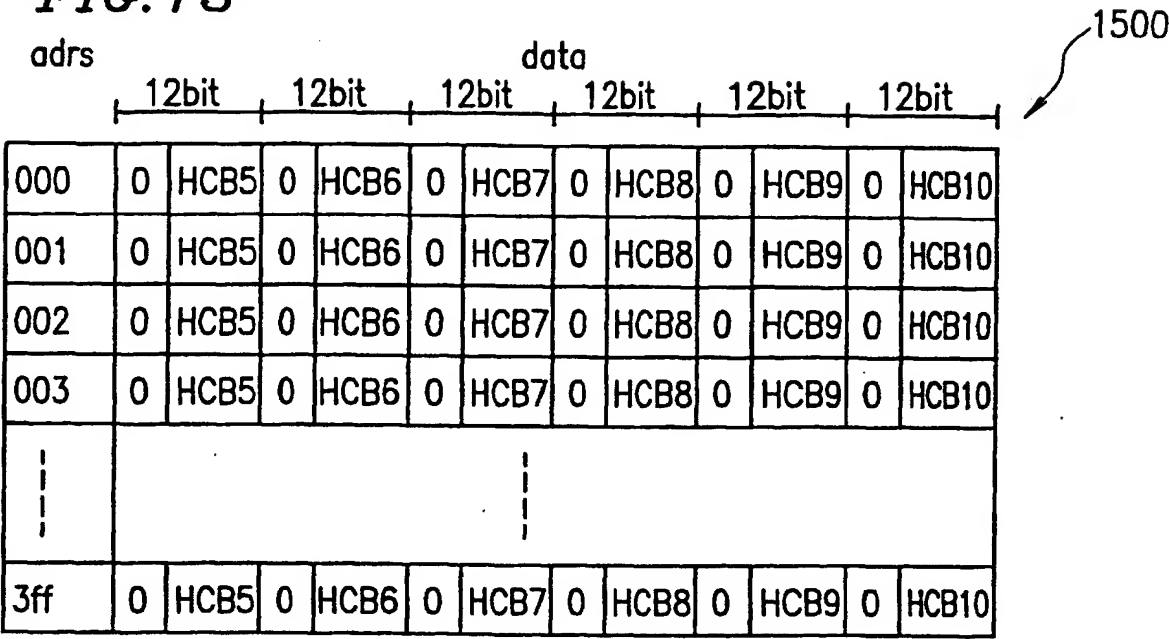 FIG. 78
1500
adrs data
12bit 12bit 12bit 12bit 12bit 12bit
000 0 HCB5 0 HCB6 0 HCB7 0 HCB8 0 HCB9 0 HCB10
001 0 HCB5 0 HCB6 0 HCB7 0 HCB8 0 HCB9 0 HCB10
002 0 HCB5 0 HCB6 0 HCB7 0 HCB8 0 HCB9 0 HCB10
003 0 HCB5 0 HCB6 0 HCB7 0 HCB8 0 HCB9 0 HCB10
3ff 0 HCB5 0 HCB6 0 HCB7 0 HCB8 0 HCB9 0 HCB10